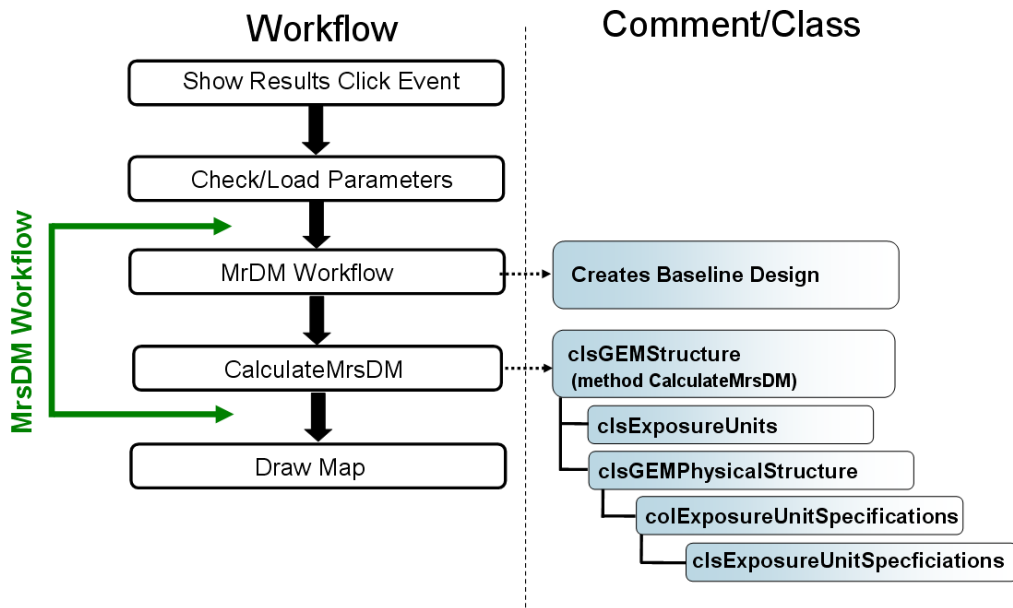 Workflow
Comment/Class
Show Results Click Event
Check/Load Parameters
MrsDM Workflow
MrDM Workflow
Creates Baseline Design
CalculateMrsDM
clsGEMStructure
(method CalculateMrsDM)
clsExposureUnits
clsGEMPhysicalStructure
Draw Map
colExposureUnitSpecifications
clsExposureUnitSpecficiations